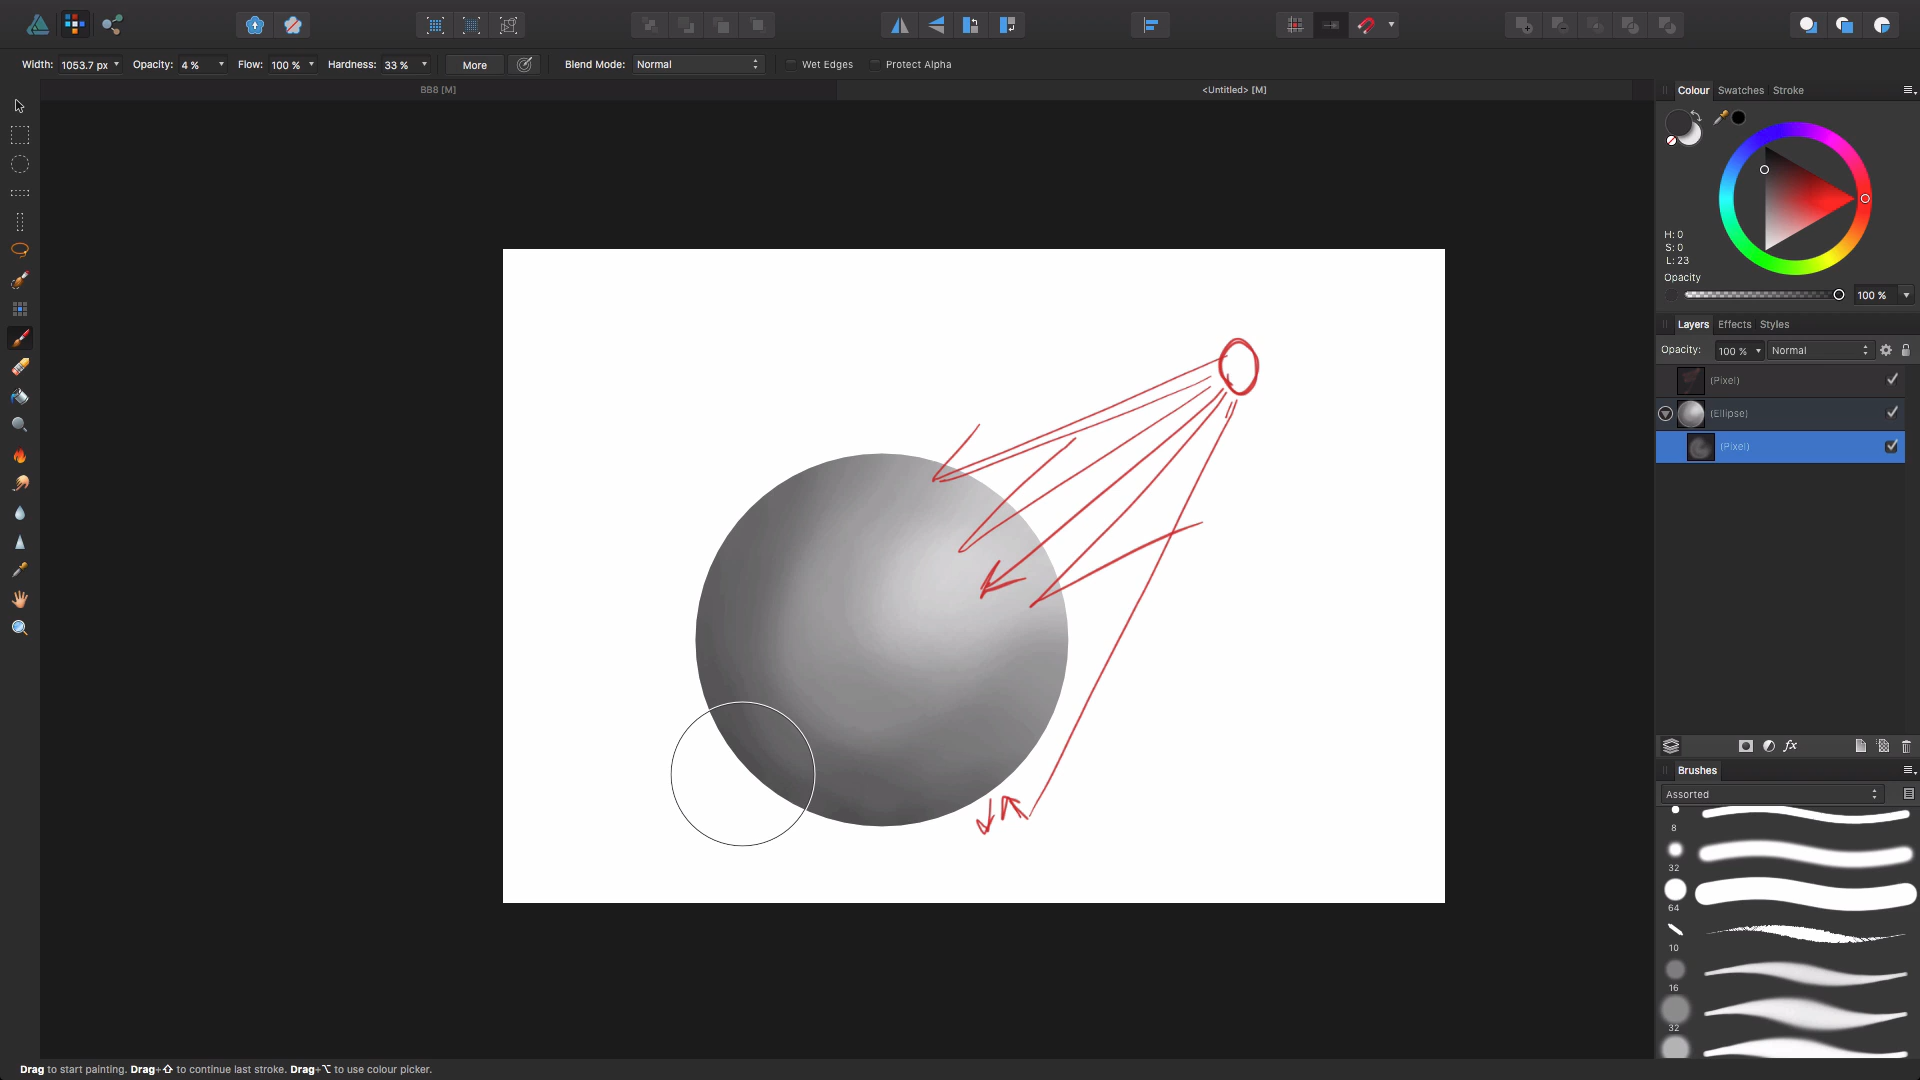 Width: 1053.7 px Opacity: 4 % Flow: 100 % Hardness: 33 % More Blend Mode: Normal Wet Edges Protect Alpha
BB8 [M] <Untitled> [M]
Colour Swatches Stroke
H: 0
S: 0
L: 23
Opacity
100 %
Layers Effects Styles
Opacity: 100 % Normal
(Pixel)
(Ellipse)
(Pixel)
fx
Brushes
Assorted
8
32
64
10
16
32
Drag to start painting. Drag+⇧ to continue last stroke. Drag+⌥ to use colour picker.